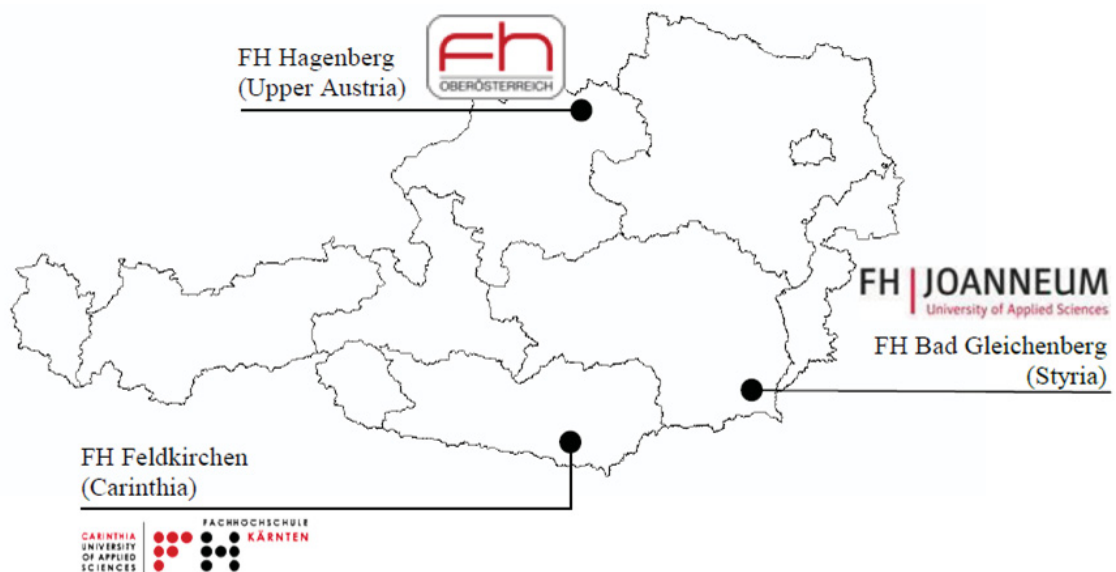 FH Hagenberg
(Upper Austria)
fh
OBERÖSTERREICH
FH JOANNEUM
University of Applied Sciences
FH Bad Gleichenberg
(Styria)
FH Feldkirchen
(Carinthia)
CARINTHIA
UNIVERSITY
OF APPLIED
SCIENCES
FH
FACHHOCHSCHULE
KÄRNTEN